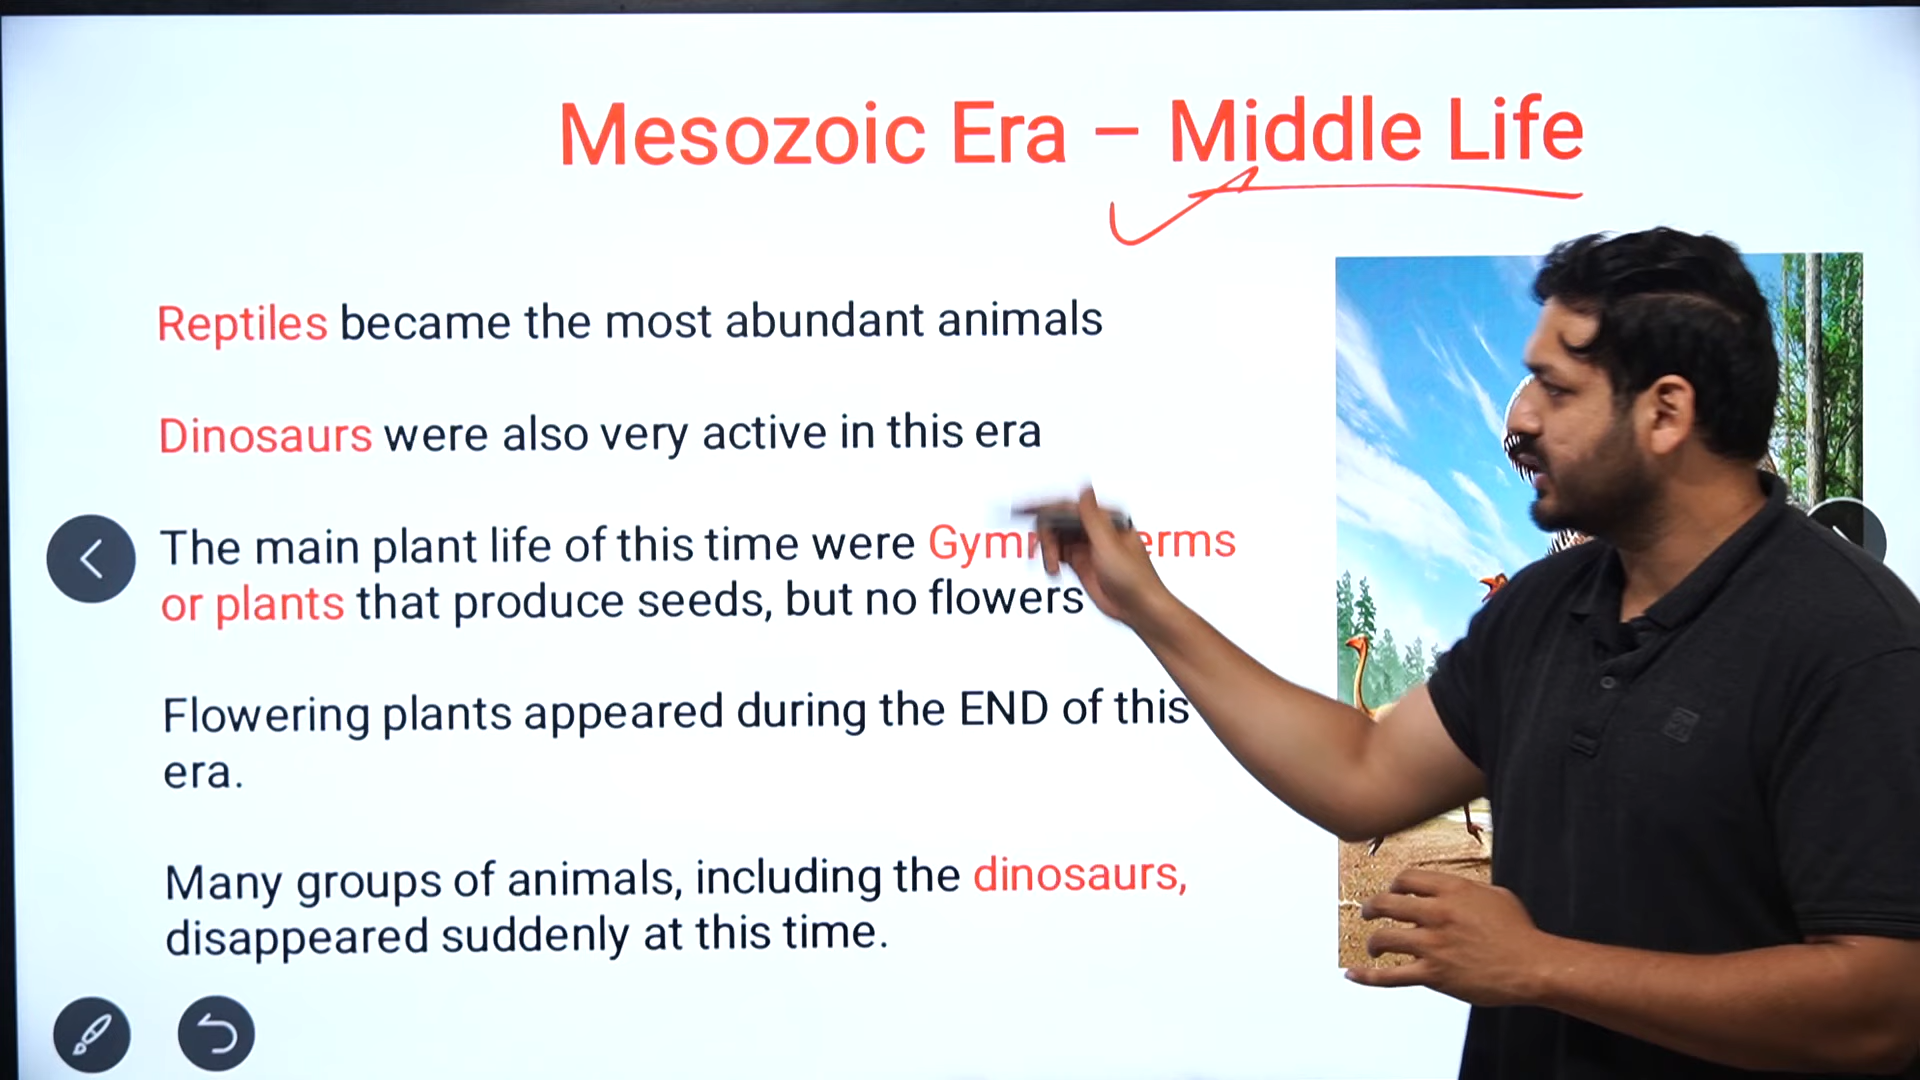 Mesozoic Era – Middle Life
Reptiles became the most abundant animals
Dinosaurs were also very active in this era
The main plant life of this time were
or plants that produce seeds, but no flowers
Flowering plants appeared during the END of this
era.
Many groups of animals, including the dinosaurs,
disappeared suddenly at this time.